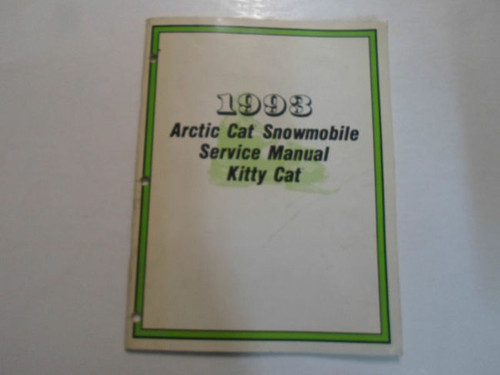 1993
Arctic Cat Snowmobile
Service Manual
Kitty Cat